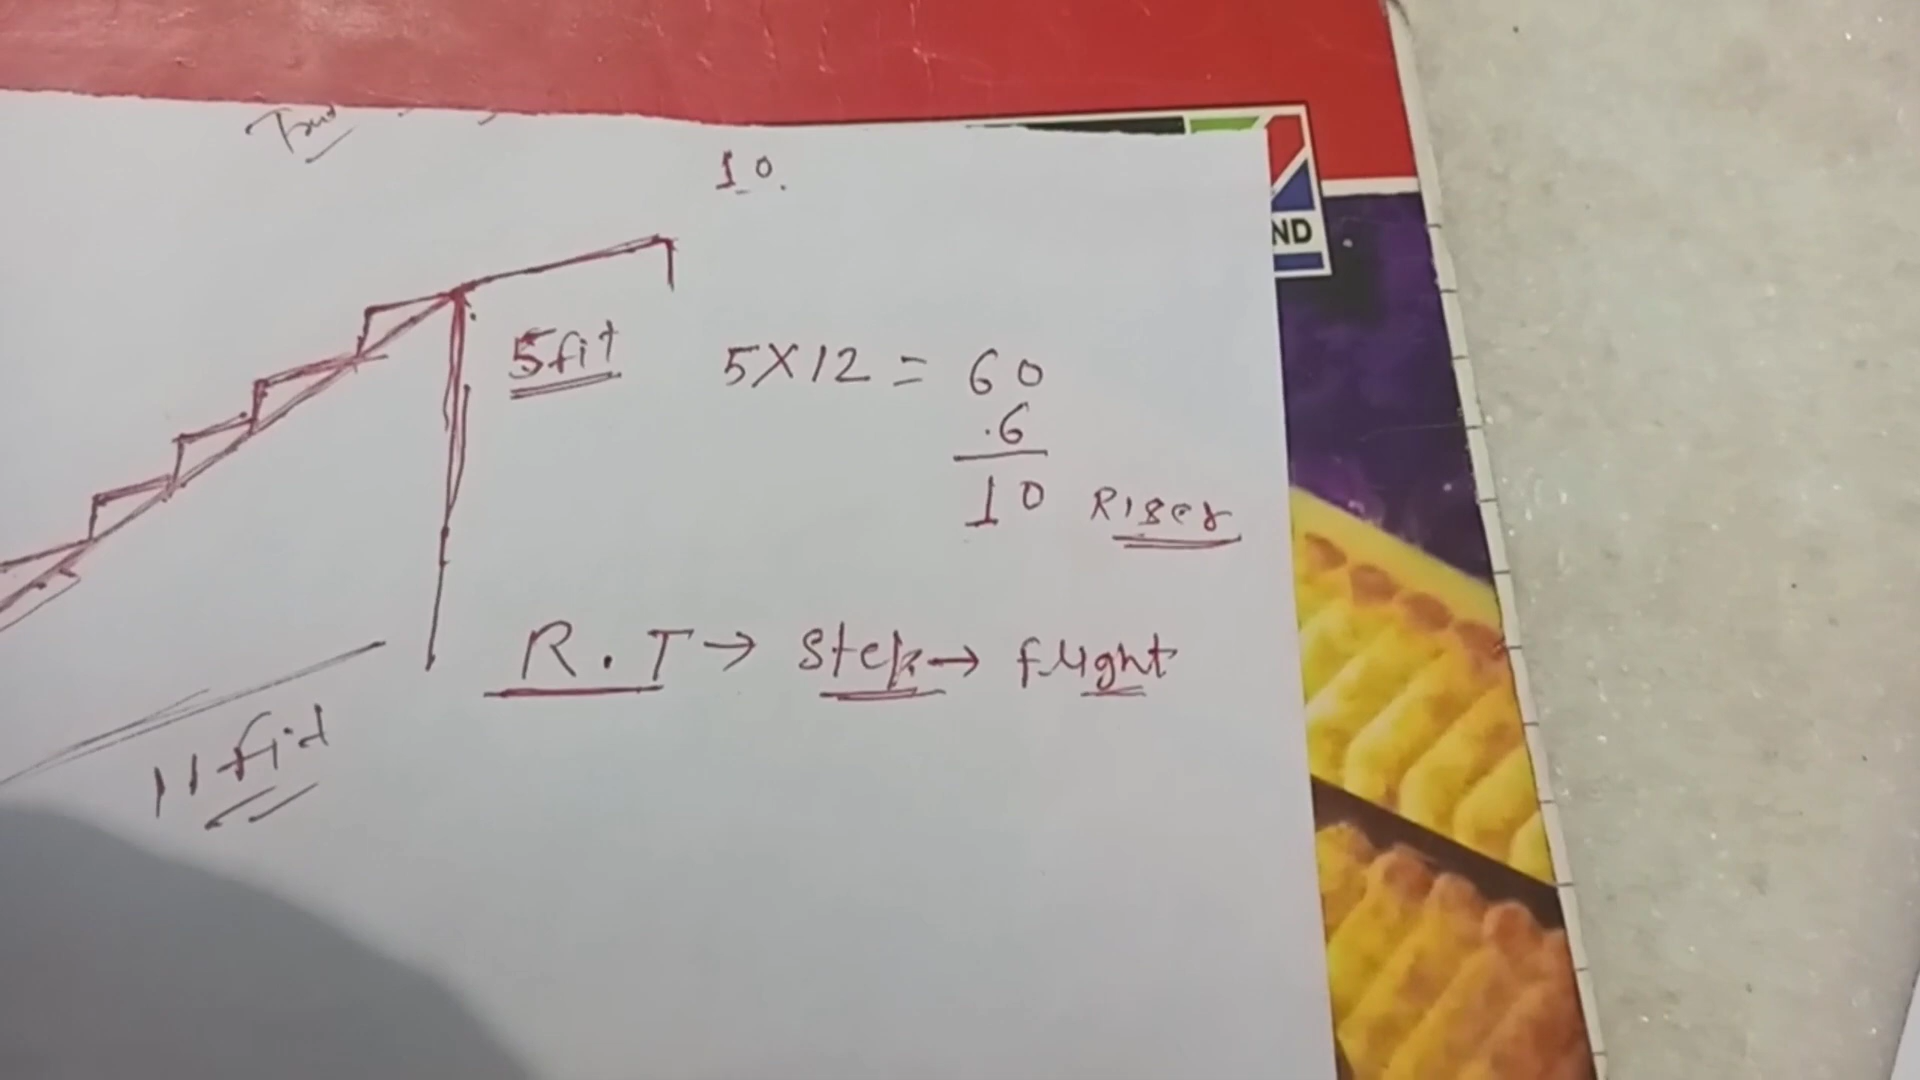 10.
5fit 5X12 = 60
.6
10 Riser
R.T → Step → flight
11 fit
ND